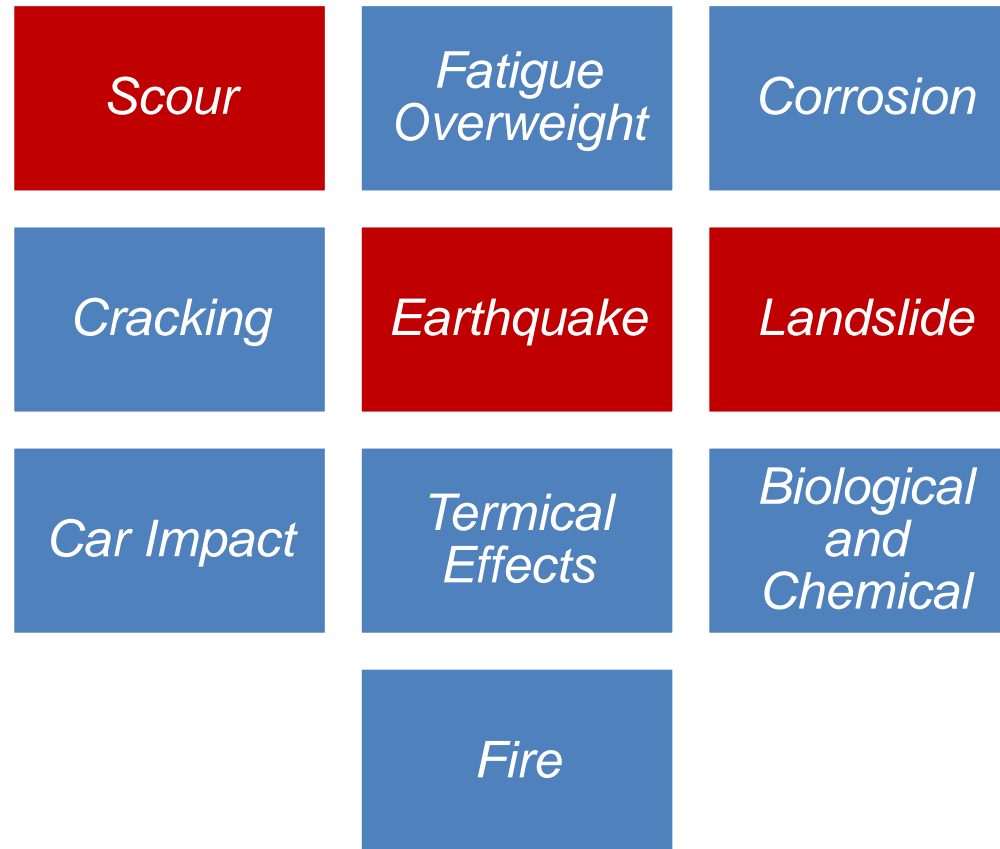 Scour
Fatigue
Overweight
Corrosion
Cracking
Earthquake
Landslide
Car Impact
Termical
Effects
Biological
and
Chemical
Fire